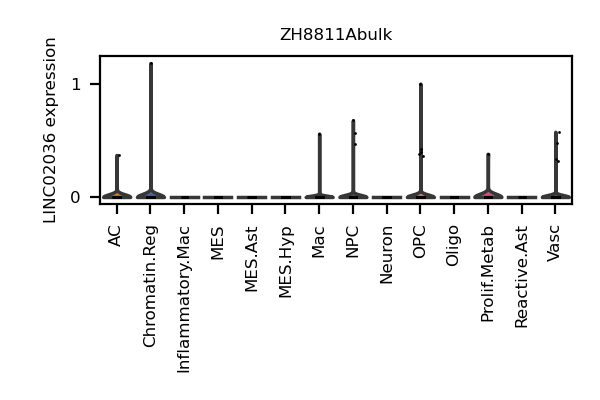 ZH8811Abulk
LINC02036 expression
1
0
AC
Chromatin.Reg
Inflammatory.Mac
MES
MES.Ast
MES.Hyp
Mac
NPC
Neuron
OPC
Oligo
Prolif.Metab
Reactive.Ast
Vasc